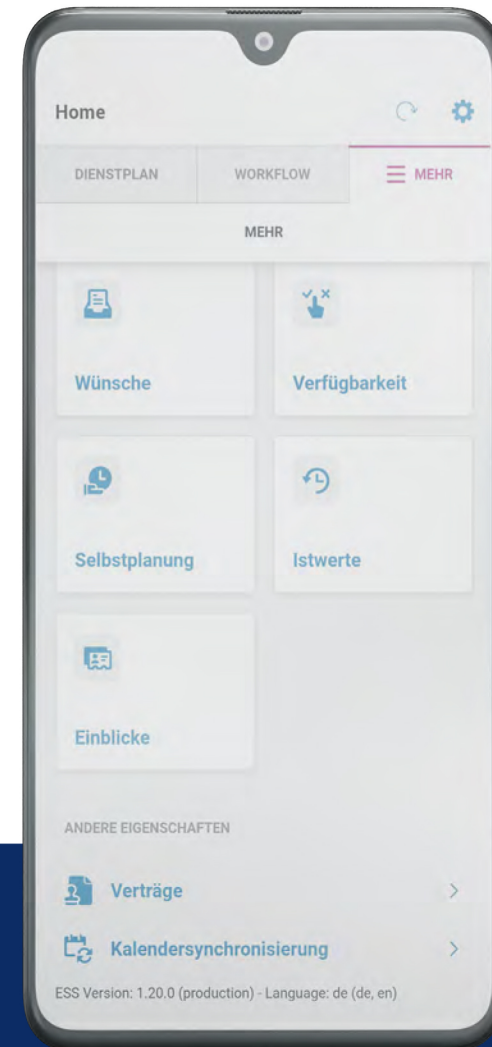 Home
DIENSTPLAN WORKFLOW MEHR
MEHR
Wünsche Verfügbarkeit
Selbstplanung Istwerte
Einblicke
ANDERE EIGENSCHAFTEN
Verträge
Kalendersynchronisierung
ESS Version: 1.20.0 (production) - Language: de (de, en)